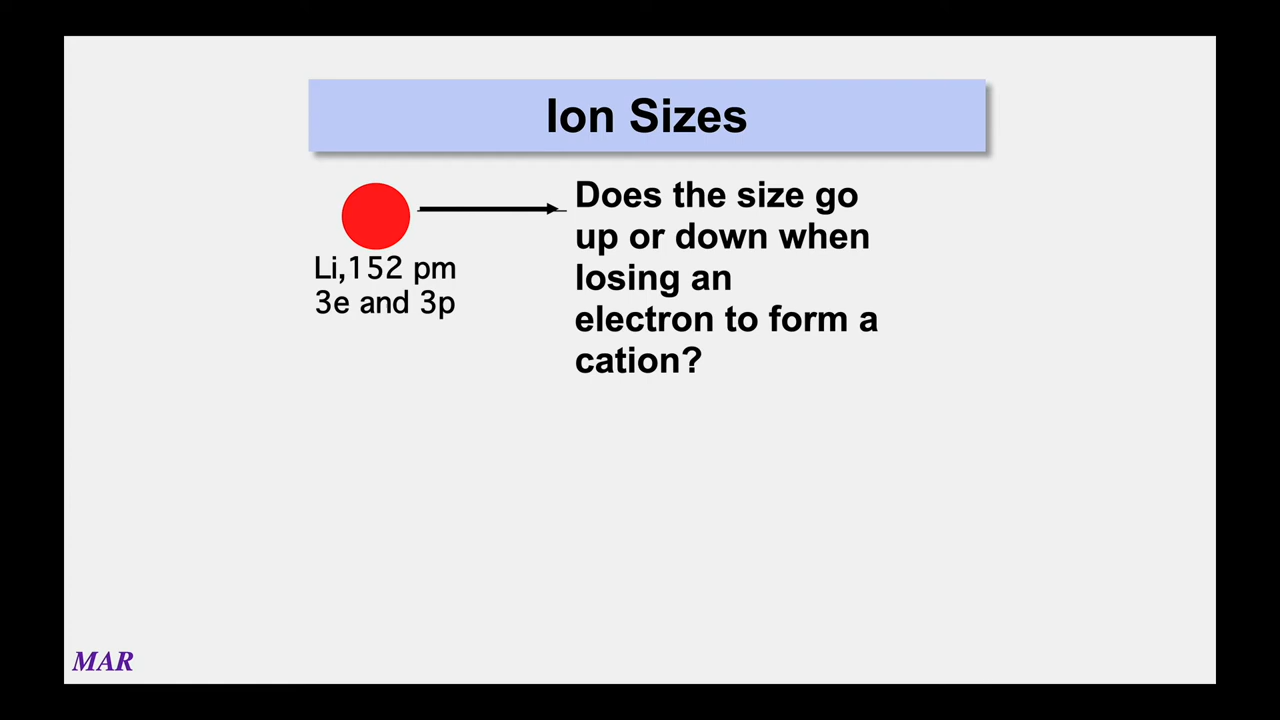 Ion Sizes
Does the size go
up or down when
losing an
electron to form a
cation?
Li,152 pm
3e and 3p
MAR